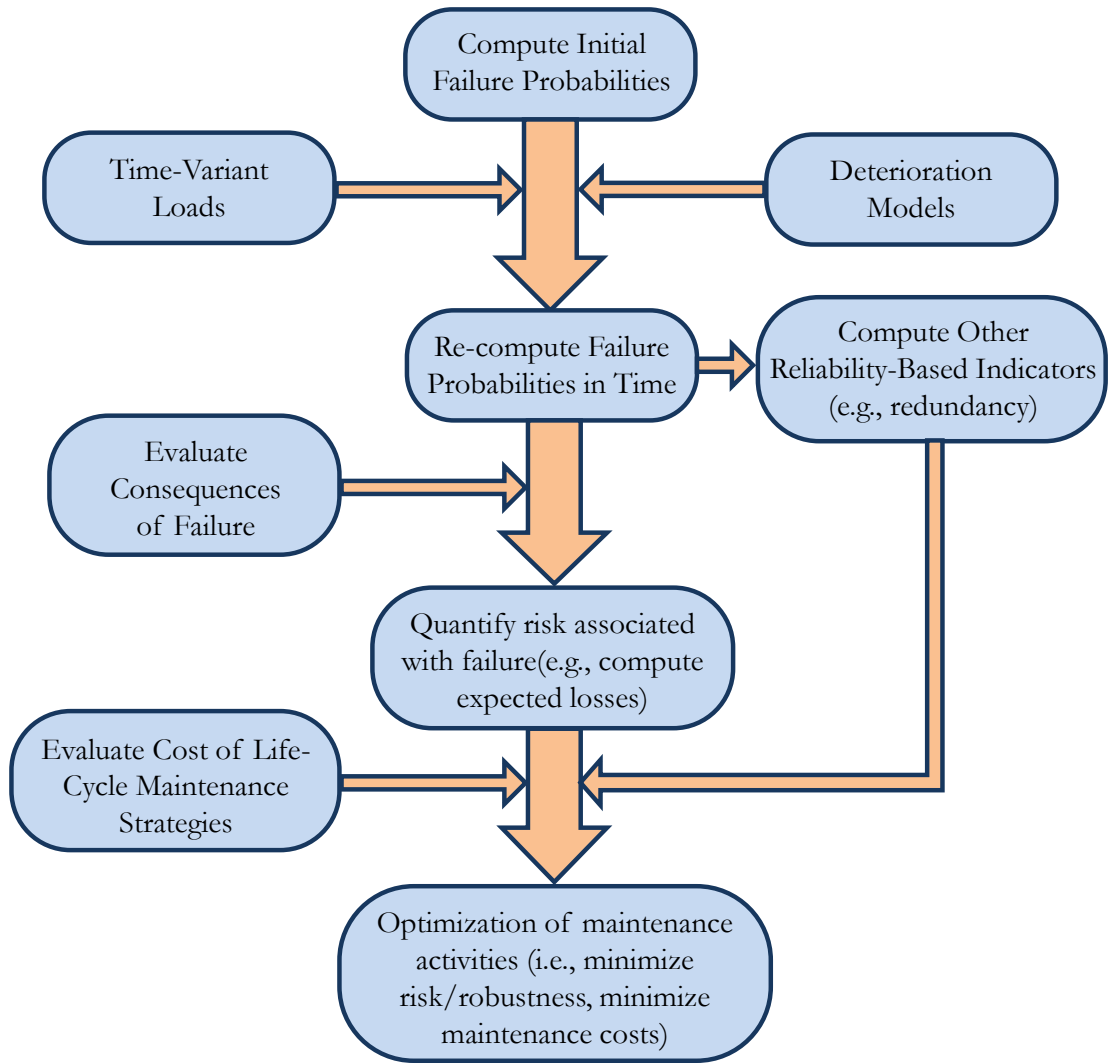 Compute Initial
Failure Probabilities
Time-Variant
Loads
Deterioration
Models
Re-compute Failure
Probabilities in Time
Compute Other
Reliability-Based Indicators
(e.g., redundancy)
Evaluate
Consequences
of Failure
Quantify risk associated
with failure(e.g., compute
expected losses)
Evaluate Cost of Life-
Cycle Maintenance
Strategies
Optimization of maintenance
activities (i.e., minimize
risk/robustness, minimize
maintenance costs)